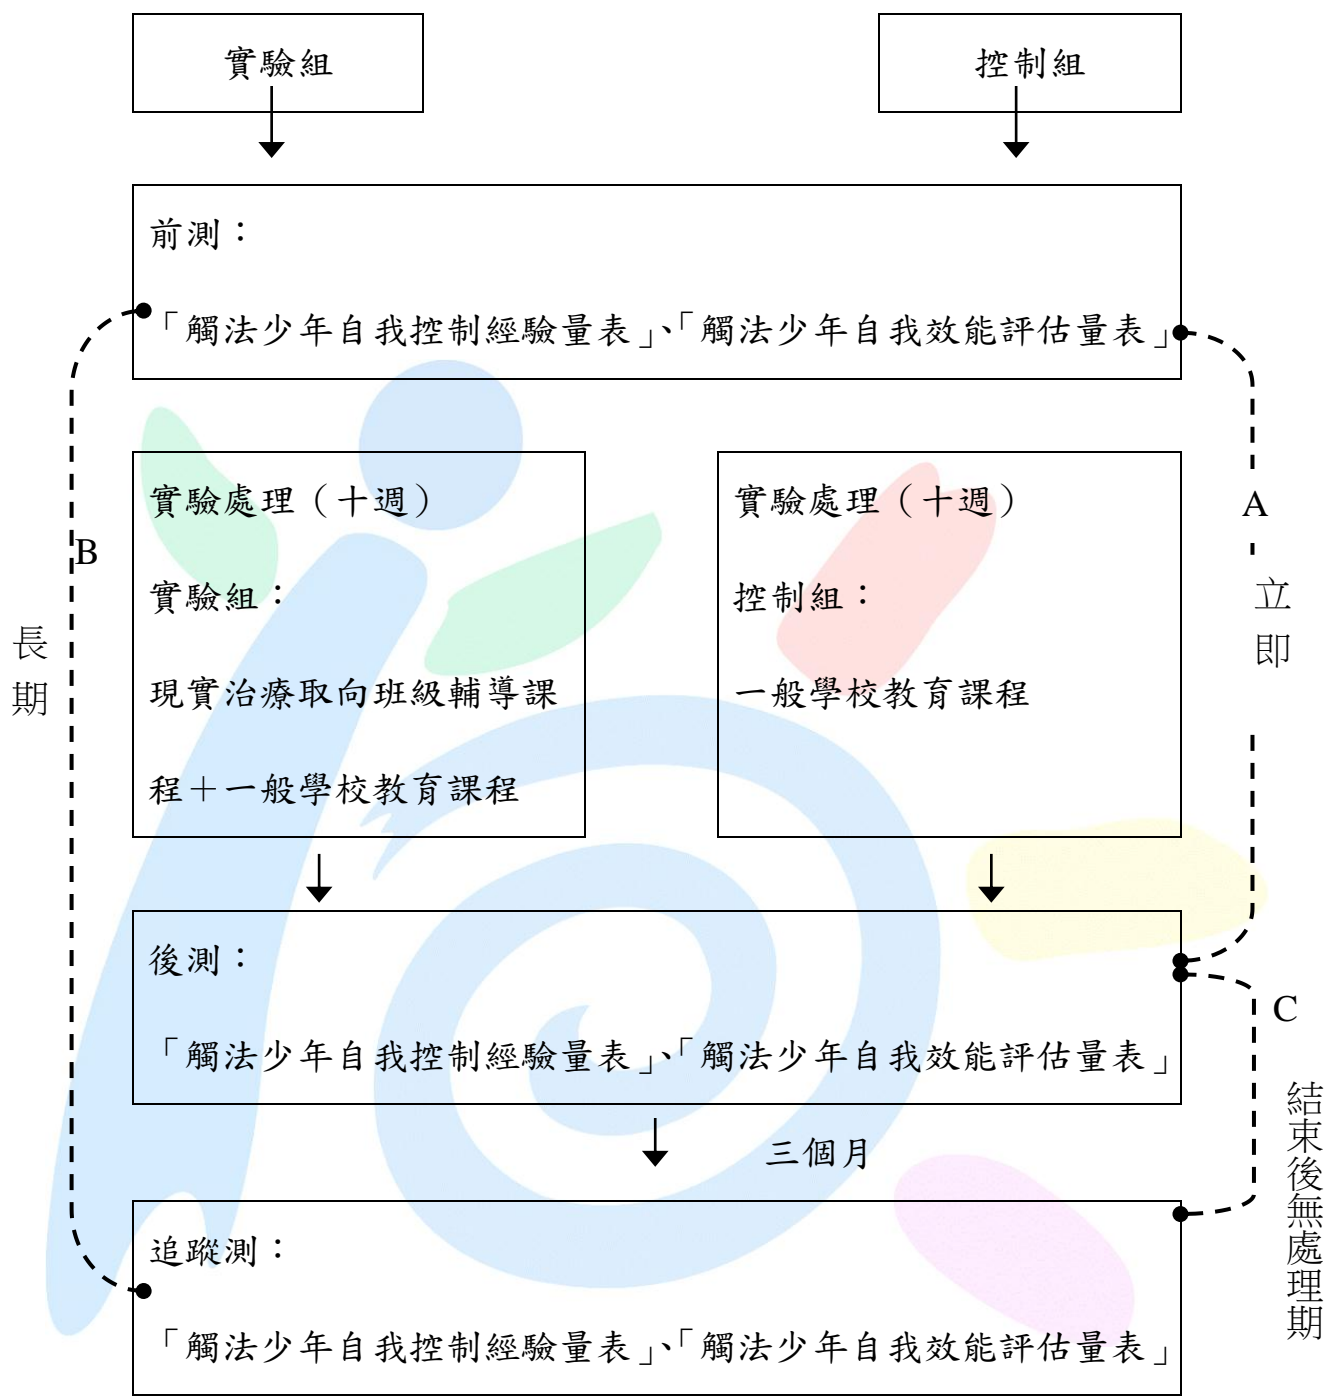 實驗組
控制組
前測：
「觸法少年自我控制經驗量表」、「觸法少年自我效能評估量表」
實驗處理（十週）
實驗組：
現實治療取向班級輔導課
程＋一般學校教育課程
實驗處理（十週）
控制組：
一般學校教育課程
A
立即
B
長期
後測：
「觸法少年自我控制經驗量表」、「觸法少年自我效能評估量表」
C
結束後無處理期
三個月
追蹤測：
「觸法少年自我控制經驗量表」、「觸法少年自我效能評估量表」